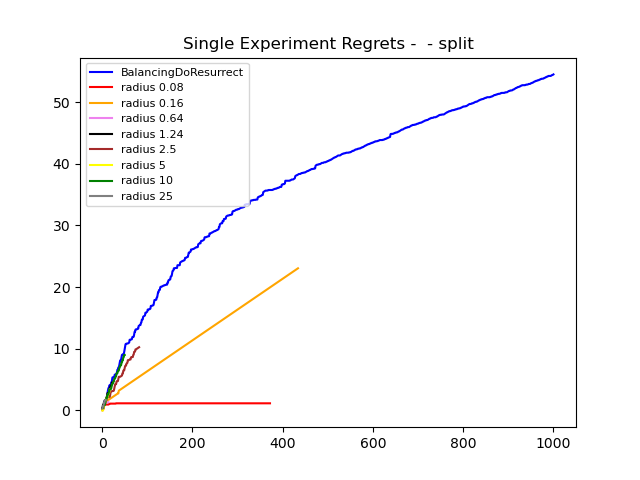 Single Experiment Regrets -  - split
BalancingDoResurrect
radius 0.08
radius 0.16
radius 0.64
radius 1.24
radius 2.5
radius 5
radius 10
radius 25
50
40
30
20
10
0
0 200 400 600 800 1000